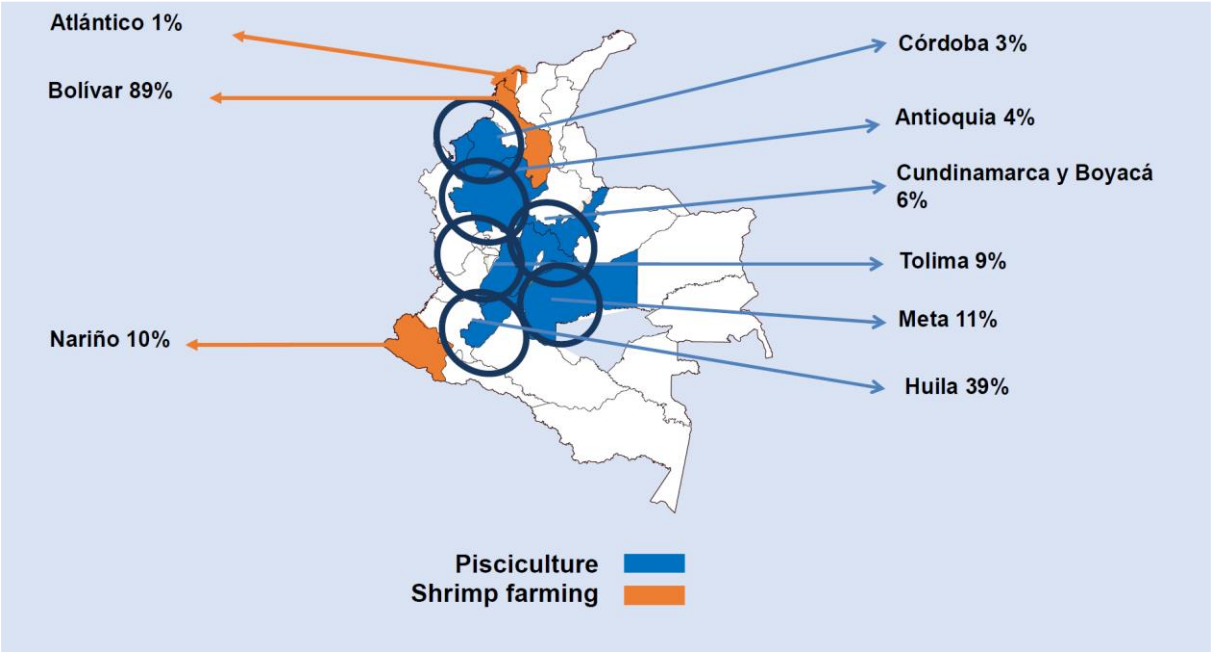 Atlántico 1%
Bolívar 89%
Nariño 10%
Córdoba 3%
Antioquia 4%
Cundinamarca y Boyacá
6%
Tolima 9%
Meta 11%
Huila 39%
Pisciculture
Shrimp farming